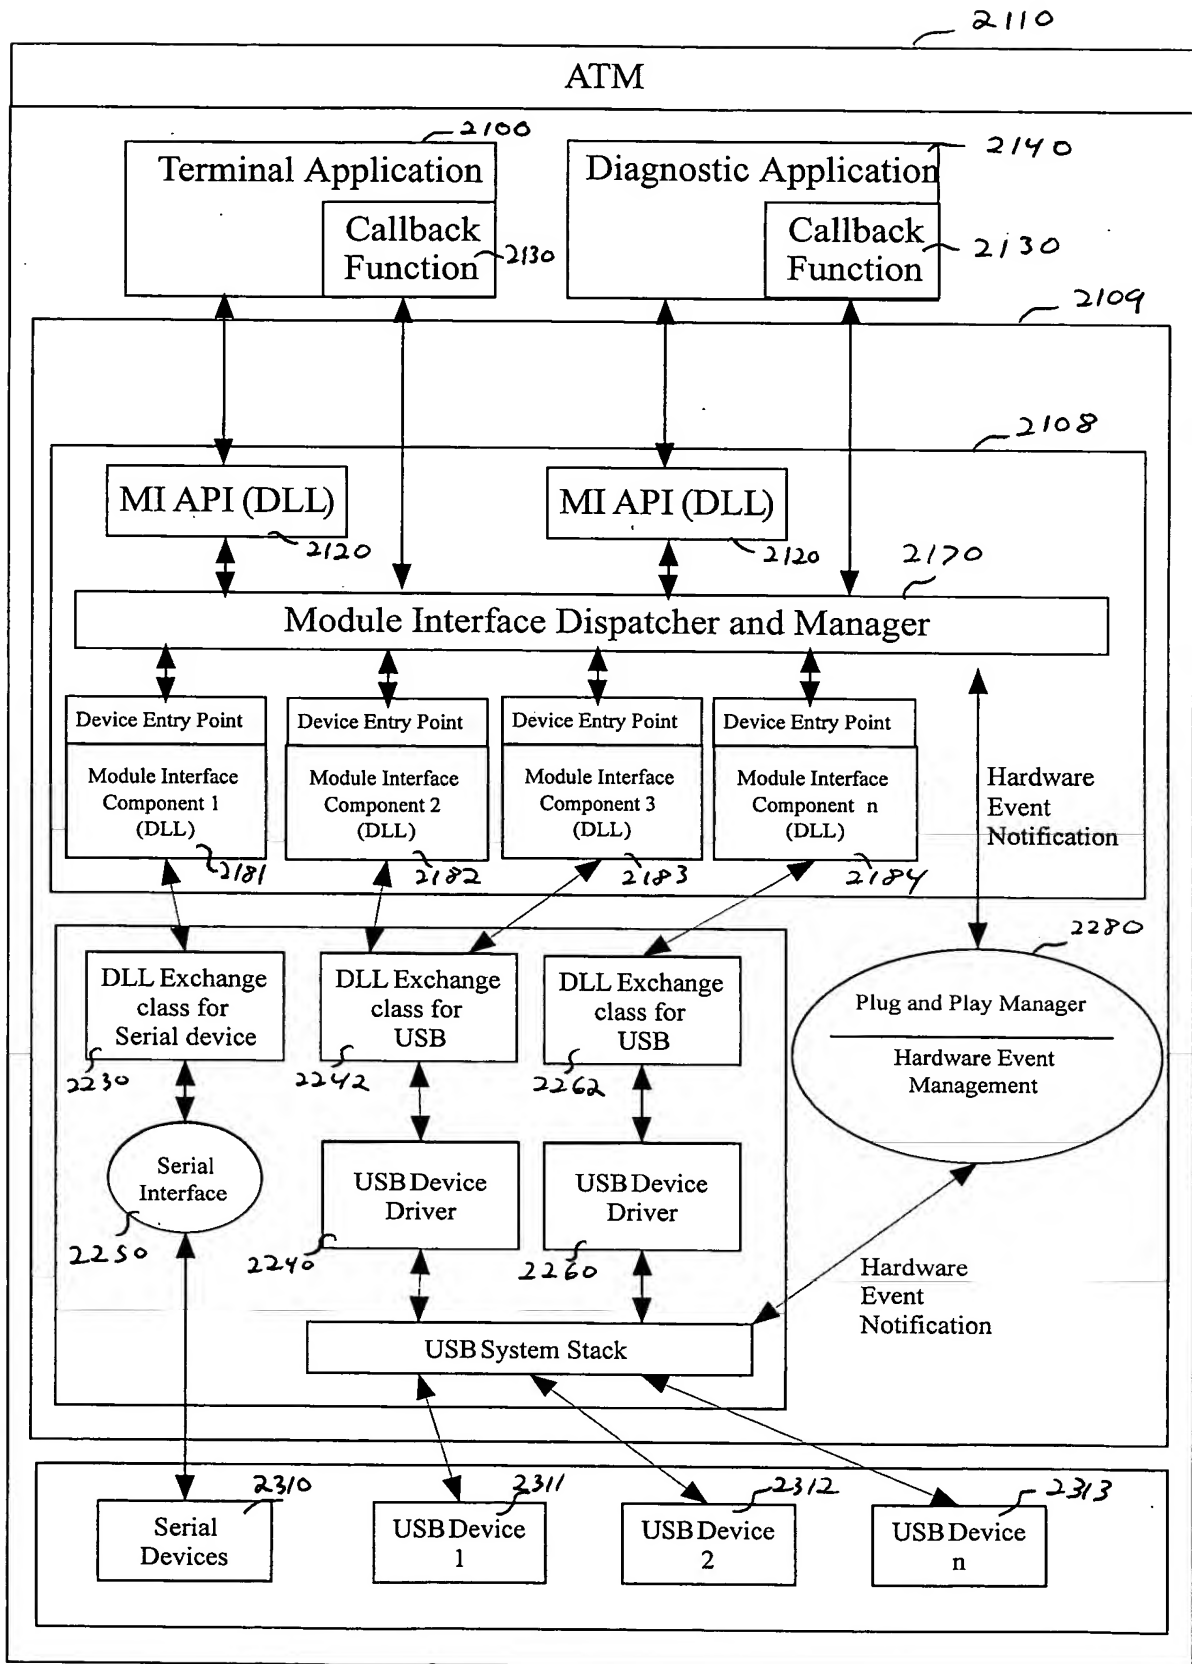 2110
ATM
2100
Terminal Application
Callback
Function
2130
2140
Diagnostic Application
Callback
Function
2130
2109
2108
MI API (DLL)
2120
MI API (DLL)
2120
2170
Module Interface Dispatcher and Manager
Device Entry Point
Module Interface
Component 1
(DLL)
2181
Device Entry Point
Module Interface
Component 2
(DLL)
2182
Device Entry Point
Module Interface
Component 3
(DLL)
2183
Device Entry Point
Module Interface
Component n
(DLL)
2184
Hardware
Event
Notification
2280
Plug and Play Manager
Hardware Event
Management
DLL Exchange
class for
Serial device
2230
DLL Exchange
class for
USB
2242
DLL Exchange
class for
USB
2262
Serial
Interface
2250
USB Device
Driver
2240
USB Device
Driver
2260
Hardware
Event
Notification
USB System Stack
2310
Serial
Devices
2311
USB Device
1
2312
USB Device
2
2313
USB Device
n